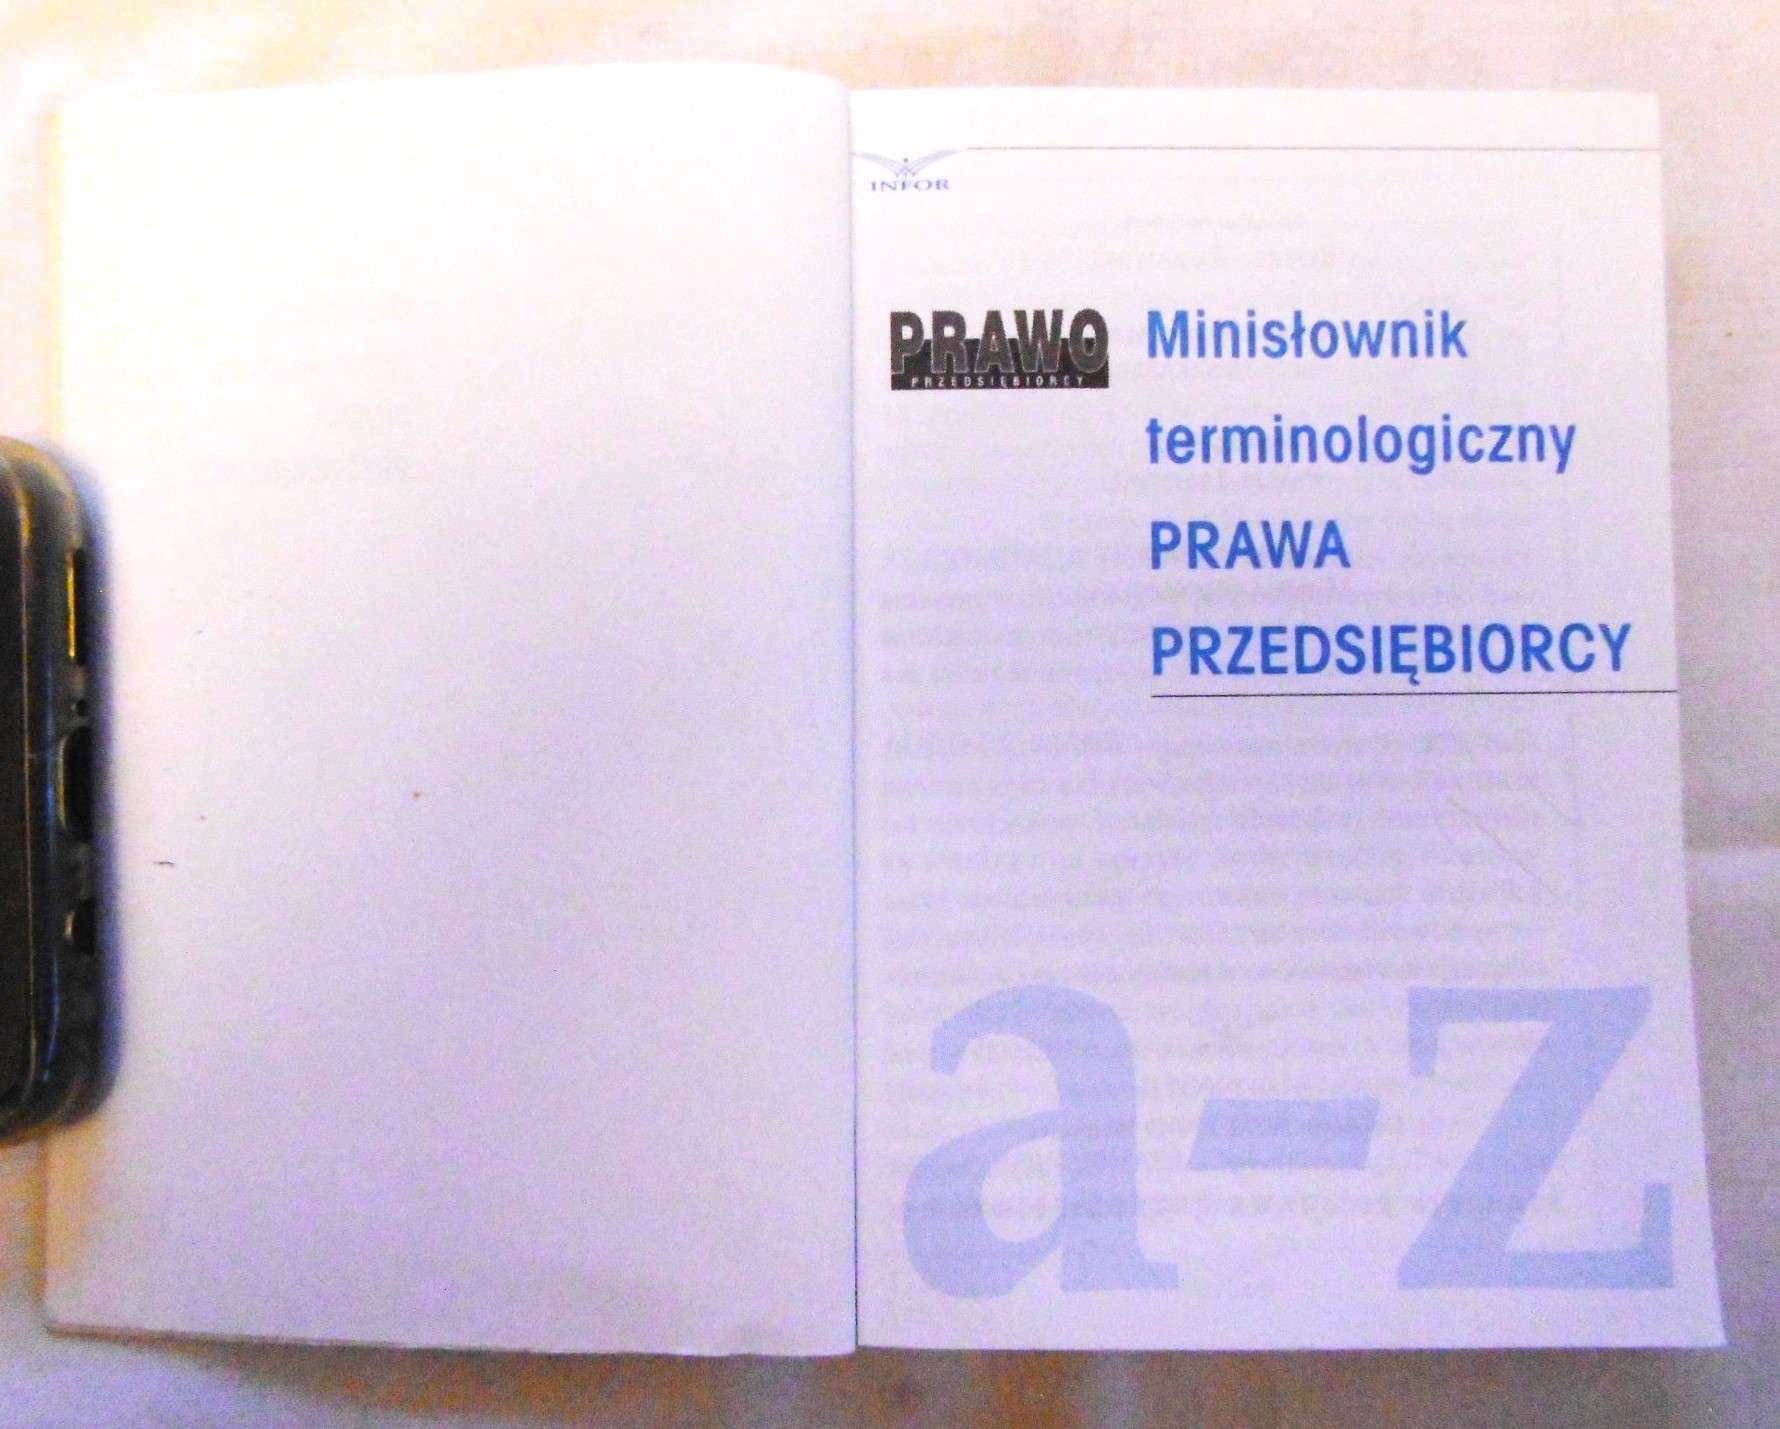 INFOR
PRAWO
PRZEDSIĘBIORCY
Minisłownik
terminologiczny
PRAWA
PRZEDSIĘBIORCY
a-z